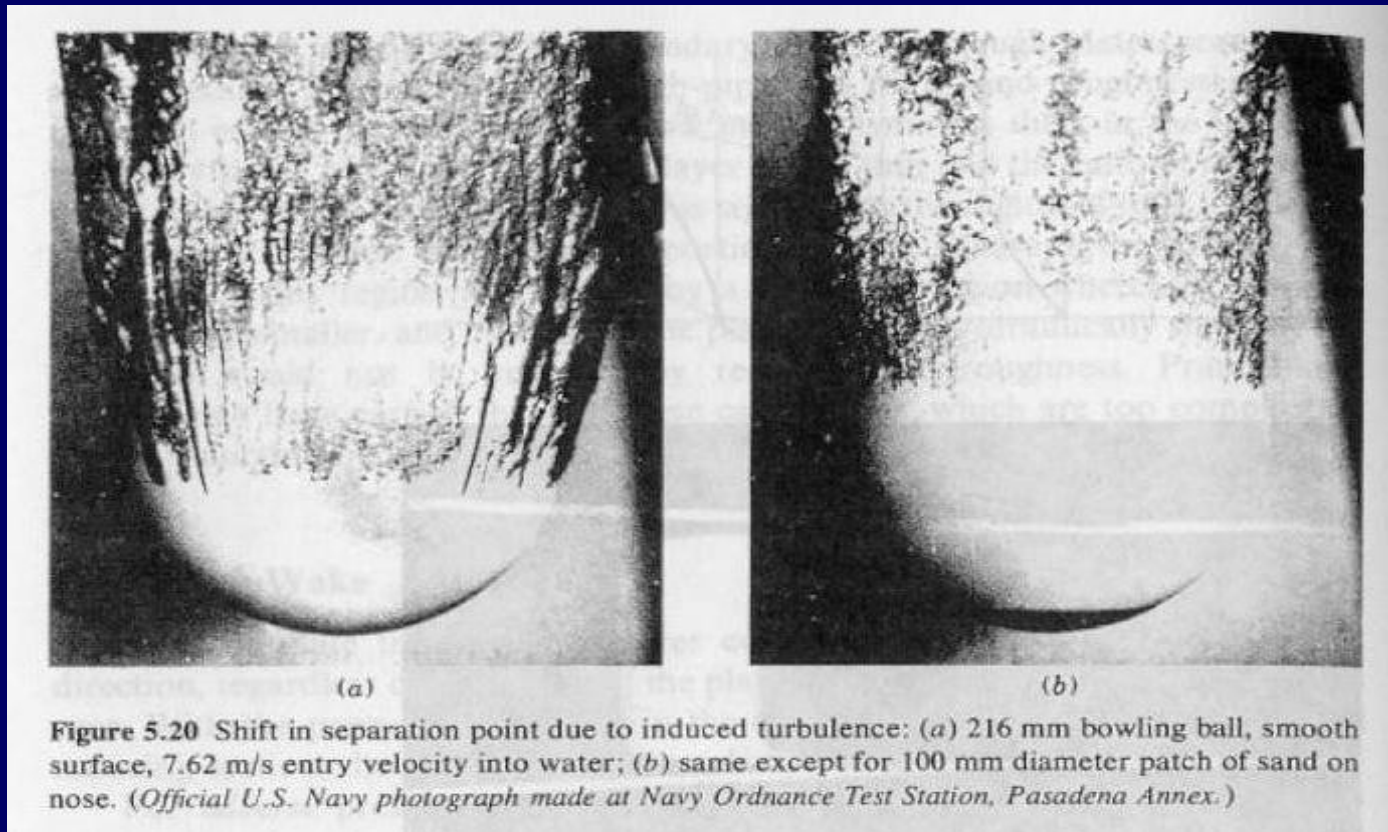 Wake
direction,
(a) (b)
Figure 5.20 Shift in separation point due to induced turbulence: (a) 216 mm bowling ball, smooth
surface, 7.62 m/s entry velocity into water; (b) same except for 100 mm diameter patch of sand on
nose. (Official U.S. Navy photograph made at Navy Ordnance Test Station, Pasadena Annex.)